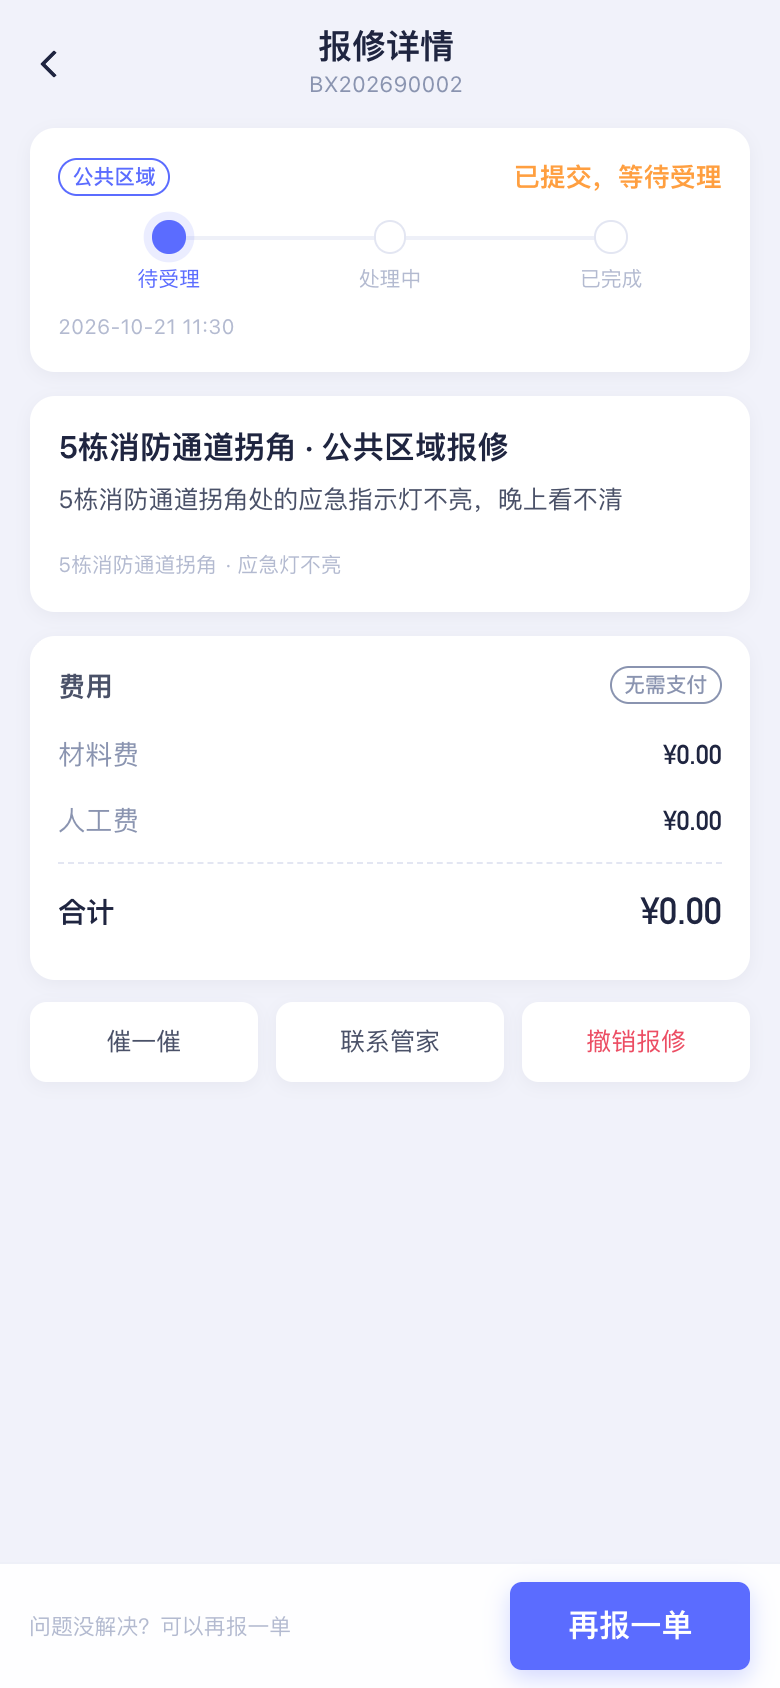 报修详情
BX202690002
公共区域
已提交，等待受理
待受理
处理中
已完成
2026-10-21 11:30
5栋消防通道拐角 · 公共区域报修
5栋消防通道拐角处的应急指示灯不亮，晚上看不清
5栋消防通道拐角 · 应急灯不亮
费用
无需支付
材料费
¥0.00
人工费
¥0.00
合计
¥0.00
催一催
联系管家
撤销报修
问题没解决？可以再报一单
再报一单